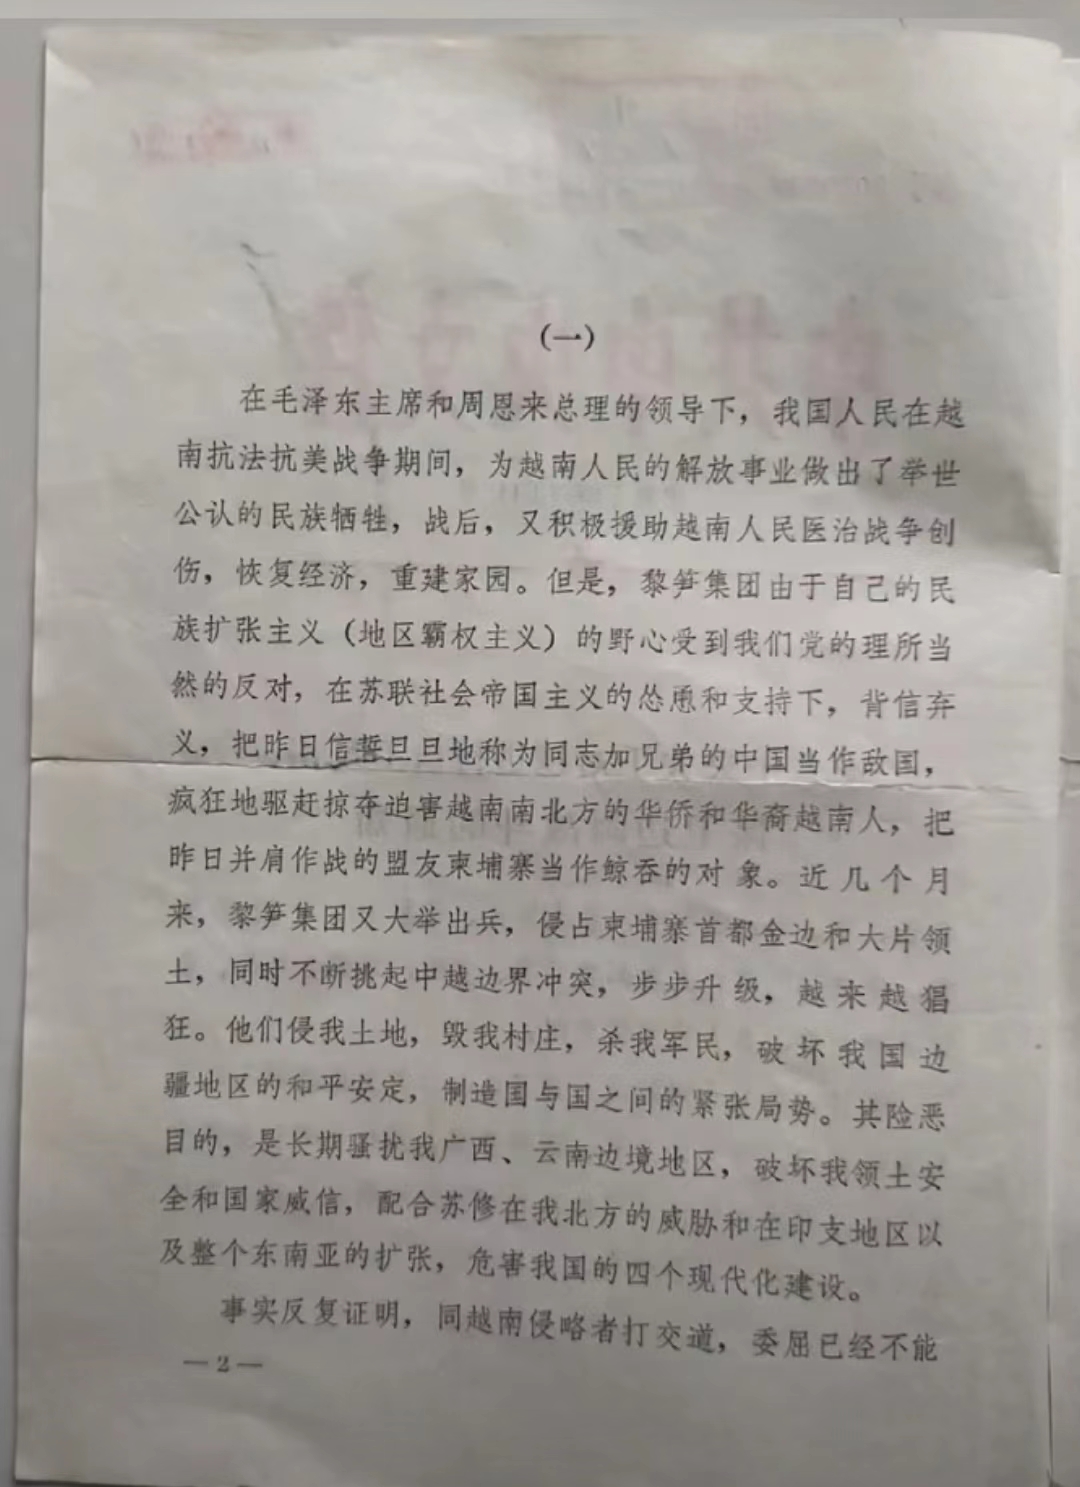 (一)
在毛泽东主席和周恩来总理的领导下，我国人民在越
南抗法抗美战争期间，为越南人民的解放事业做出了举世
公认的民族牺牲，战后，又积极援助越南人民医治战争创
伤，恢复经济，重建家园。但是，黎笋集团由于自己的民
族扩张主义（地区霸权主义）的野心受到我们党的理所当
然的反对，在苏联社会帝国主义的怂恿和支持下，背信弃
义，把昨日信誓旦旦地称为同志加兄弟的中国当作敌国，
疯狂地驱赶掠夺迫害越南南北方的华侨和华裔越南人，把
昨日并肩作战的盟友柬埔寨当作鲸吞的对象。近几个月
来，黎笋集团又大举出兵，侵占柬埔寨首都金边和大片领
土，同时不断挑起中越边界冲突，步步升级，越来越猖
狂。他们侵我土地，毁我村庄，杀我军民，破坏我国边
疆地区的和平安定，制造国与国之间的紧张局势。其险恶
目的，是长期骚扰我广西、云南边境地区，破坏我领土安
全和国家威信，配合苏修在我北方的威胁和在印支地区以
及整个东南亚的扩张，危害我国的四个现代化建设。
事实反复证明，同越南侵略者打交道，委屈已经不能
—2—